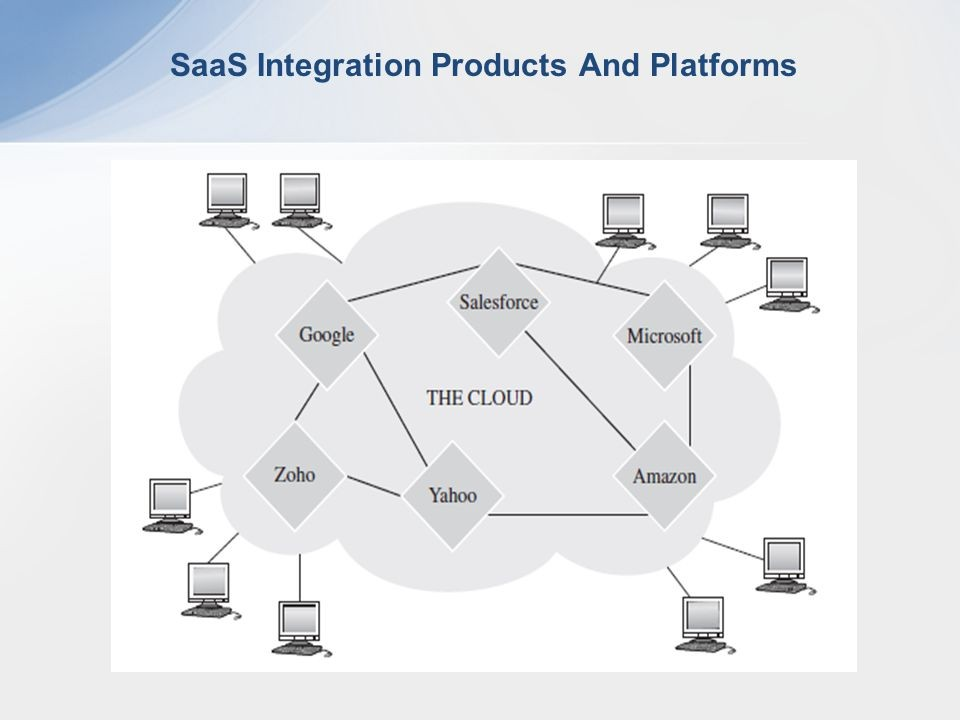 SaaS Integration Products And Platforms
Salesforce
Google
Microsoft
THE CLOUD
Zoho
Yahoo
Amazon